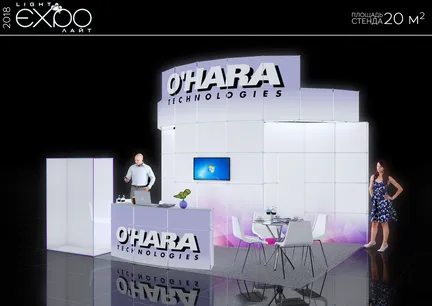 2018
LIGHT
EXPO
ЛАЙТ
ПЛОЩАДЬ
СТЕНДА 20 м²
O'HARA
TECHNOLOGIES
O'HARA
TECHNOLOGIES